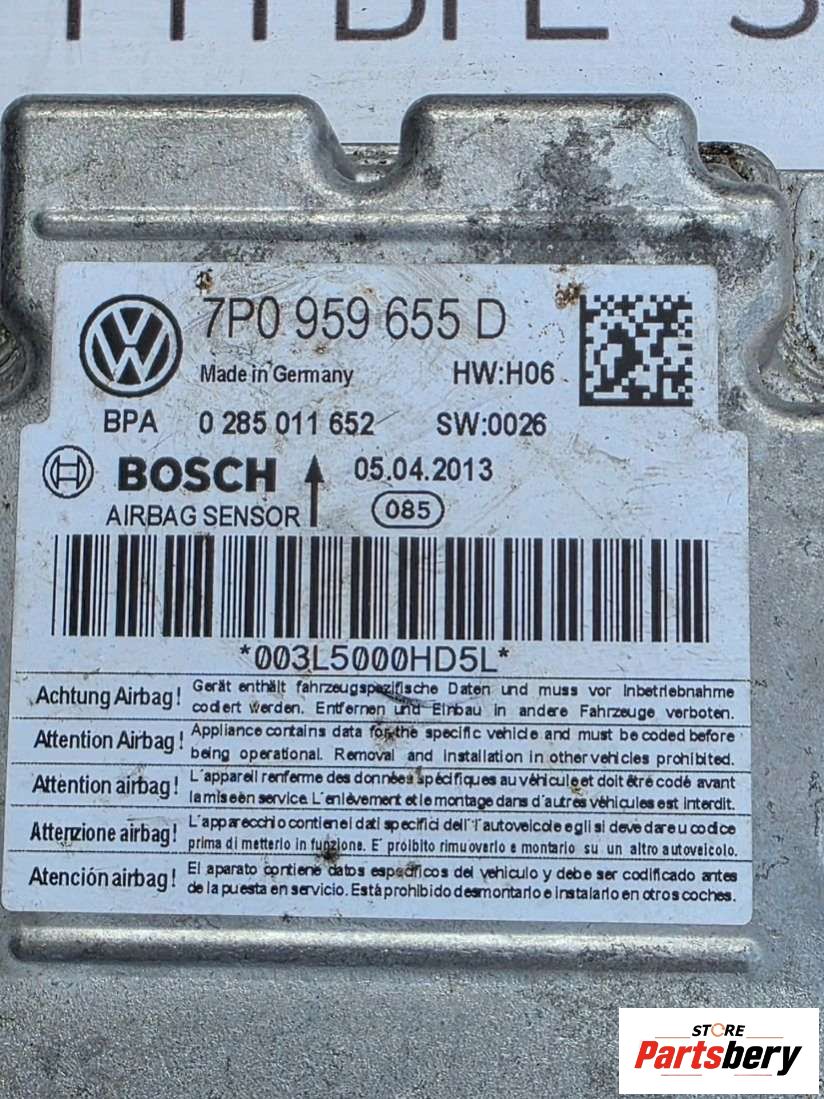 7P0 959 655 D
Made in Germany HW:H06
BPA 0 285 011 652 SW:0026
BOSCH 05.04.2013
AIRBAG SENSOR 085
*003L5000HD5L*
Achtung Airbag! Gerät enthält fahrzeugspezifische Daten und muss vor Inbetriebnahme
codiert werden. Entfernen und Einbau in andere Fahrzeuge verboten.
Attention Airbag! Appliance contains data for the specific vehicle and must be coded before
being operational. Removal and installation in other vehicles prohibited.
Attention airbag! L'appareil renferme des données spécifiques au véhicule et doit être codé avant
la mise en service. L'enlèvement et le montage dans d'autres véhicules est interdit.
Attenzione airbag! L'apparecchio contiene i dati specifici dell'l'autoveicolo e gli si deve dare u codice
prima di metterlo in funzione. E' proibito rimuoverlo e montarlo su un altro autoveicolo.
Atención airbag! El aparato contiene datos específicos del vehiculo y debe ser codificado antes
de la puesta en servicio. Está prohibido desmontarlo e instalarlo en otros coches.
STORE
Partsbery